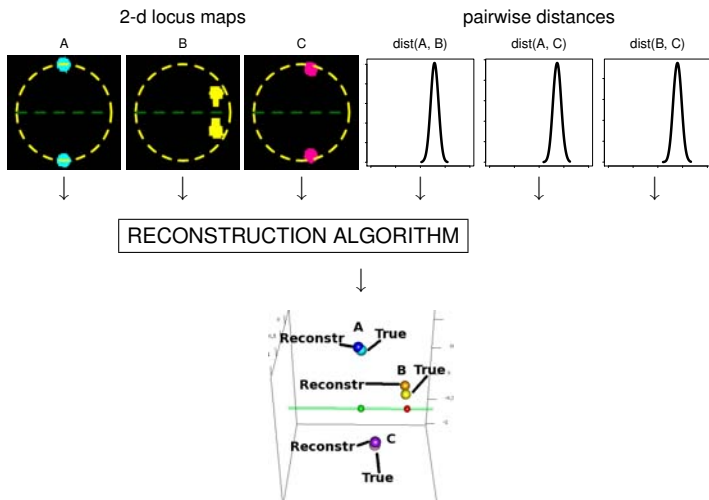 2-d locus maps pairwise distances
A B C dist(A, B) dist(A, C) dist(B, C)
RECONSTRUCTION ALGORITHM
A
Reconstr True
B
True
Reconstr
C
Reconstr
True